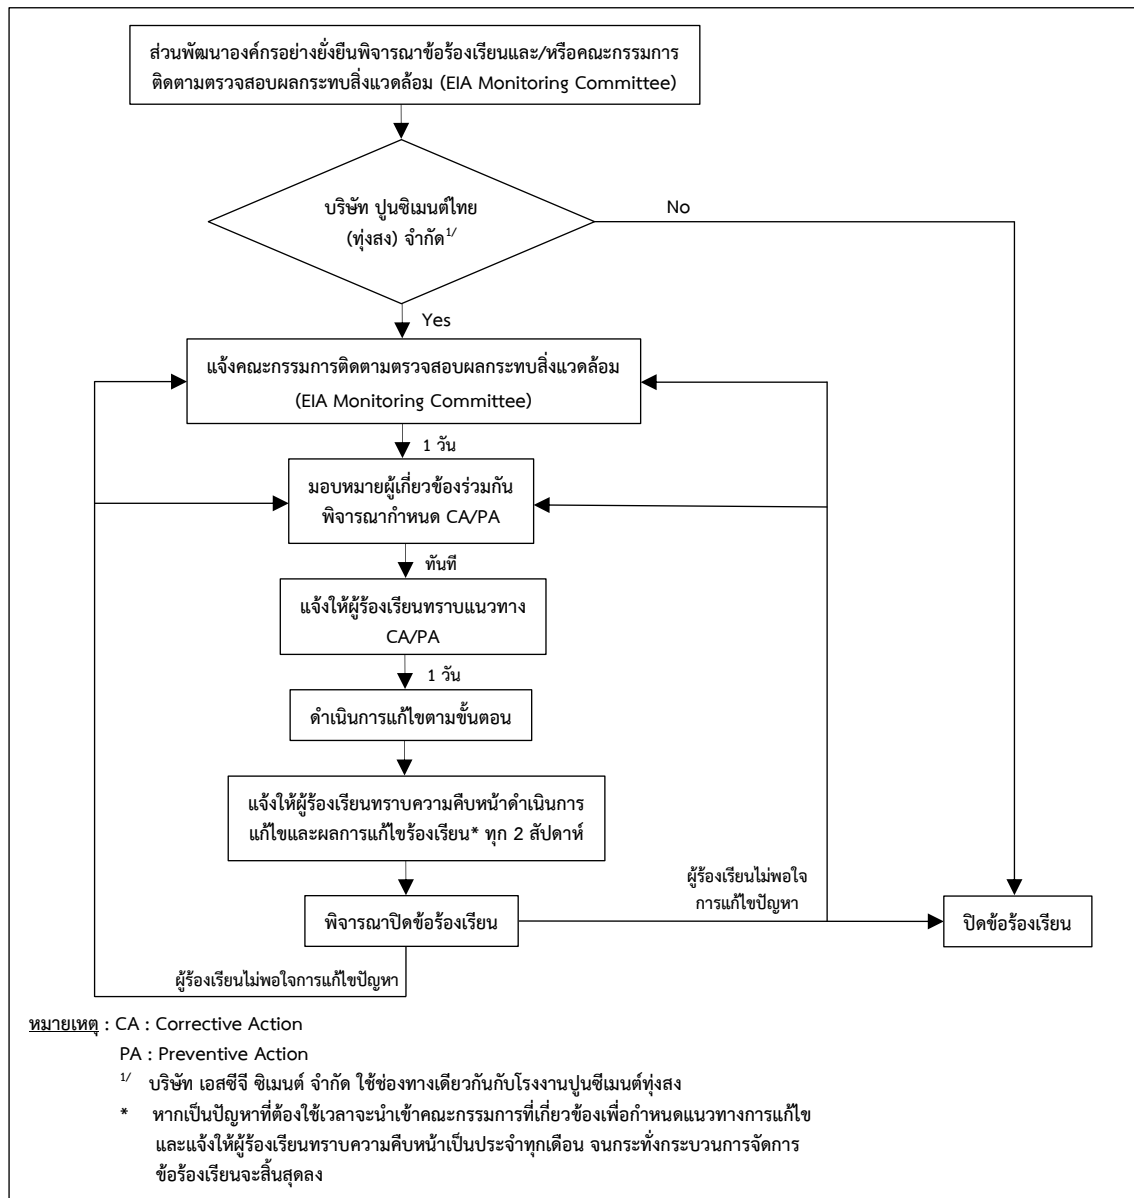 ส่วนพัฒนาองค์กรอย่างยั่งยืนพิจารณาข้อร้องเรียนและ/หรือคณะกรรมการ
ติดตามตรวจสอบผลกระทบสิ่งแวดล้อม (EIA Monitoring Committee)
บริษัท ปูนซิเมนต์ไทย
(ทุ่งสง) จำกัด1/
No
Yes
แจ้งคณะกรรมการติดตามตรวจสอบผลกระทบสิ่งแวดล้อม
(EIA Monitoring Committee)
1 วัน
มอบหมายผู้เกี่ยวข้องร่วมกัน
พิจารณากำหนด CA/PA
ทันที
แจ้งให้ผู้ร้องเรียนทราบแนวทาง
CA/PA
1 วัน
ดำเนินการแก้ไขตามขั้นตอน
แจ้งให้ผู้ร้องเรียนทราบความคืบหน้าดำเนินการ
แก้ไขและผลการแก้ไขร้องเรียน* ทุก 2 สัปดาห์
ผู้ร้องเรียนไม่พอใจ
การแก้ไขปัญหา
พิจารณาปิดข้อร้องเรียน
ปิดข้อร้องเรียน
ผู้ร้องเรียนไม่พอใจการแก้ไขปัญหา
หมายเหตุ : CA : Corrective Action
PA : Preventive Action
1/ บริษัท เอสซีจี ซิเมนต์ จำกัด ใช้ช่องทางเดียวกันกับโรงงานปูนซีเมนต์ทุ่งสง
* หากเป็นปัญหาที่ต้องใช้เวลาจะนำเข้าคณะกรรมการที่เกี่ยวข้องเพื่อกำหนดแนวทางการแก้ไข
และแจ้งให้ผู้ร้องเรียนทราบความคืบหน้าเป็นประจำทุกเดือน จนกระทั่งกระบวนการจัดการ
ข้อร้องเรียนจะสิ้นสุดลง